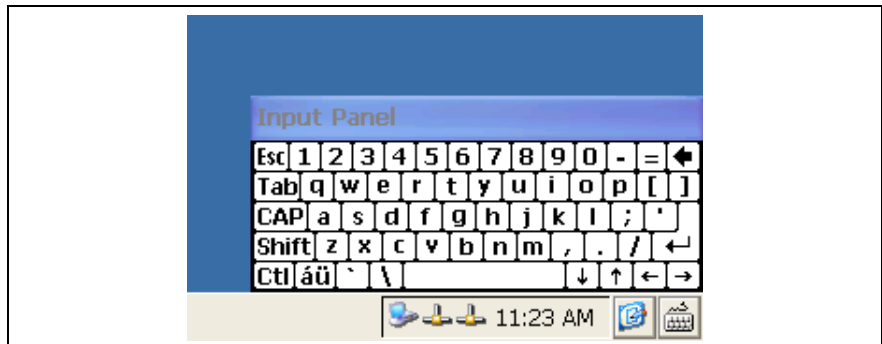 Input Panel
Esc 1 2 3 4 5 6 7 8 9 0 - = 🡄
Tab q w e r t y u i o p [ ]
CAP a s d f g h j k l ; '
Shift z x c v b n m , . / ↵
Ctl áü ` \ ↓ ↑ ← →
11:23 AM